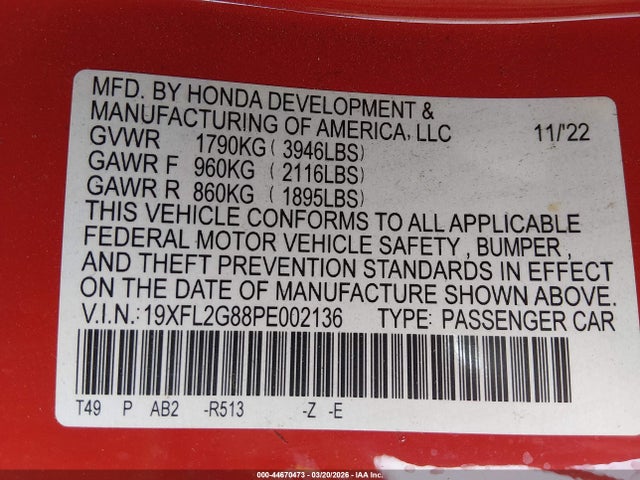 MFD. BY HONDA DEVELOPMENT &
MANUFACTURING OF AMERICA, LLC 11/'22
GVWR 1790KG ( 3946LBS)
GAWR F 960KG ( 2116LBS)
GAWR R 860KG ( 1895LBS)
THIS VEHICLE CONFORMS TO ALL APPLICABLE
FEDERAL MOTOR VEHICLE SAFETY , BUMPER ,
AND THEFT PREVENTION STANDARDS IN EFFECT
ON THE DATE OF MANUFACTURE SHOWN ABOVE.
V.I.N.:19XFL2G88PE002136 TYPE: PASSENGER CAR
T49 P AB2 -R513 -Z -E
000-44670473 | 03/20/2026 - IAA Inc.